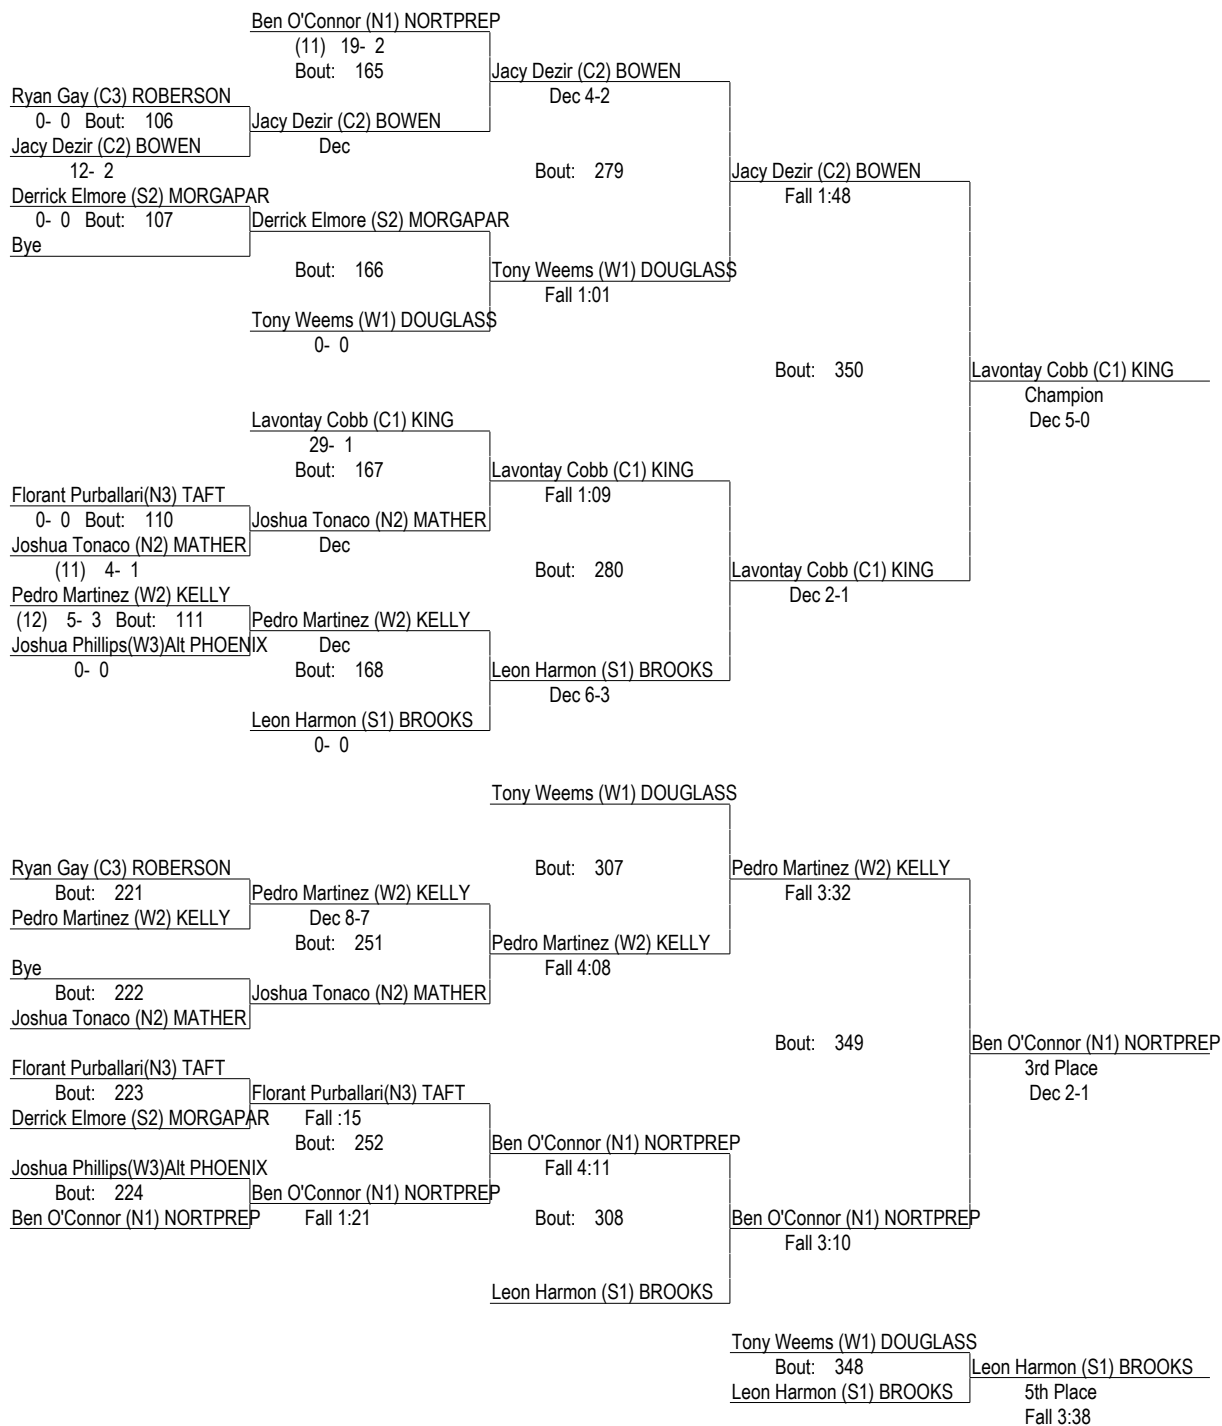 Ben O'Connor (N1) NORTPREP
(11) 19- 2
Bout: 165
Jacy Dezir (C2) BOWEN
Dec 4-2
Ryan Gay (C3) ROBERSON
0- 0 Bout: 106
Jacy Dezir (C2) BOWEN
Jacy Dezir (C2) BOWEN
Dec
12- 2
Bout: 279
Jacy Dezir (C2) BOWEN
Fall 1:48
Derrick Elmore (S2) MORGAPAR
0- 0 Bout: 107
Derrick Elmore (S2) MORGAPAR
Bye
Bout: 166
Tony Weems (W1) DOUGLASS
Fall 1:01
Tony Weems (W1) DOUGLASS
0- 0
Bout: 350
Lavontay Cobb (C1) KING
Champion
Dec 5-0
Lavontay Cobb (C1) KING
29- 1
Bout: 167
Lavontay Cobb (C1) KING
Fall 1:09
Florant Purballari(N3) TAFT
0- 0 Bout: 110
Joshua Tonaco (N2) MATHER
Joshua Tonaco (N2) MATHER
Dec
(11) 4- 1
Bout: 280
Lavontay Cobb (C1) KING
Dec 2-1
Pedro Martinez (W2) KELLY
(12) 5- 3 Bout: 111
Pedro Martinez (W2) KELLY
Joshua Phillips(W3)Alt PHOENIX
Dec
0- 0
Bout: 168
Leon Harmon (S1) BROOKS
Dec 6-3
Leon Harmon (S1) BROOKS
0- 0
Tony Weems (W1) DOUGLASS
Ryan Gay (C3) ROBERSON
Bout: 307
Pedro Martinez (W2) KELLY
Fall 3:32
Bout: 221
Pedro Martinez (W2) KELLY
Pedro Martinez (W2) KELLY
Dec 8-7
Bout: 251
Pedro Martinez (W2) KELLY
Fall 4:08
Bye
Bout: 222
Joshua Tonaco (N2) MATHER
Joshua Tonaco (N2) MATHER
Bout: 349
Ben O'Connor (N1) NORTPREP
3rd Place
Dec 2-1
Florant Purballari(N3) TAFT
Bout: 223
Florant Purballari(N3) TAFT
Derrick Elmore (S2) MORGAPAR
Fall :15
Bout: 252
Ben O'Connor (N1) NORTPREP
Fall 4:11
Joshua Phillips(W3)Alt PHOENIX
Bout: 224
Ben O'Connor (N1) NORTPREP
Ben O'Connor (N1) NORTPREP
Fall 1:21
Bout: 308
Ben O'Connor (N1) NORTPREP
Fall 3:10
Leon Harmon (S1) BROOKS
Tony Weems (W1) DOUGLASS
Bout: 348
Leon Harmon (S1) BROOKS
Leon Harmon (S1) BROOKS
5th Place
Fall 3:38